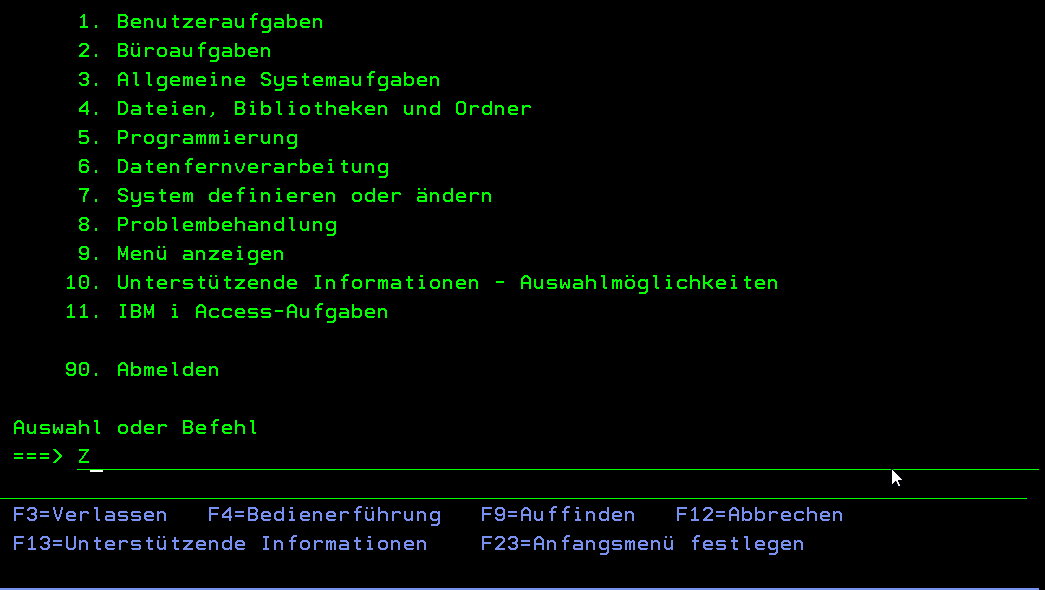 1. Benutzeraufgaben
2. Büroaufgaben
3. Allgemeine Systemaufgaben
4. Dateien, Bibliotheken und Ordner
5. Programmierung
6. Datenfernverarbeitung
7. System definieren oder ändern
8. Problembehandlung
9. Menü anzeigen
10. Unterstützende Informationen - Auswahlmöglichkeiten
11. IBM i Access-Aufgaben
90. Abmelden
Auswahl oder Befehl
===> Z_
F3=Verlassen F4=Bedienerführung F9=Auffinden F12=Abbrechen
F13=Unterstützende Informationen F23=Anfangsmenü festlegen